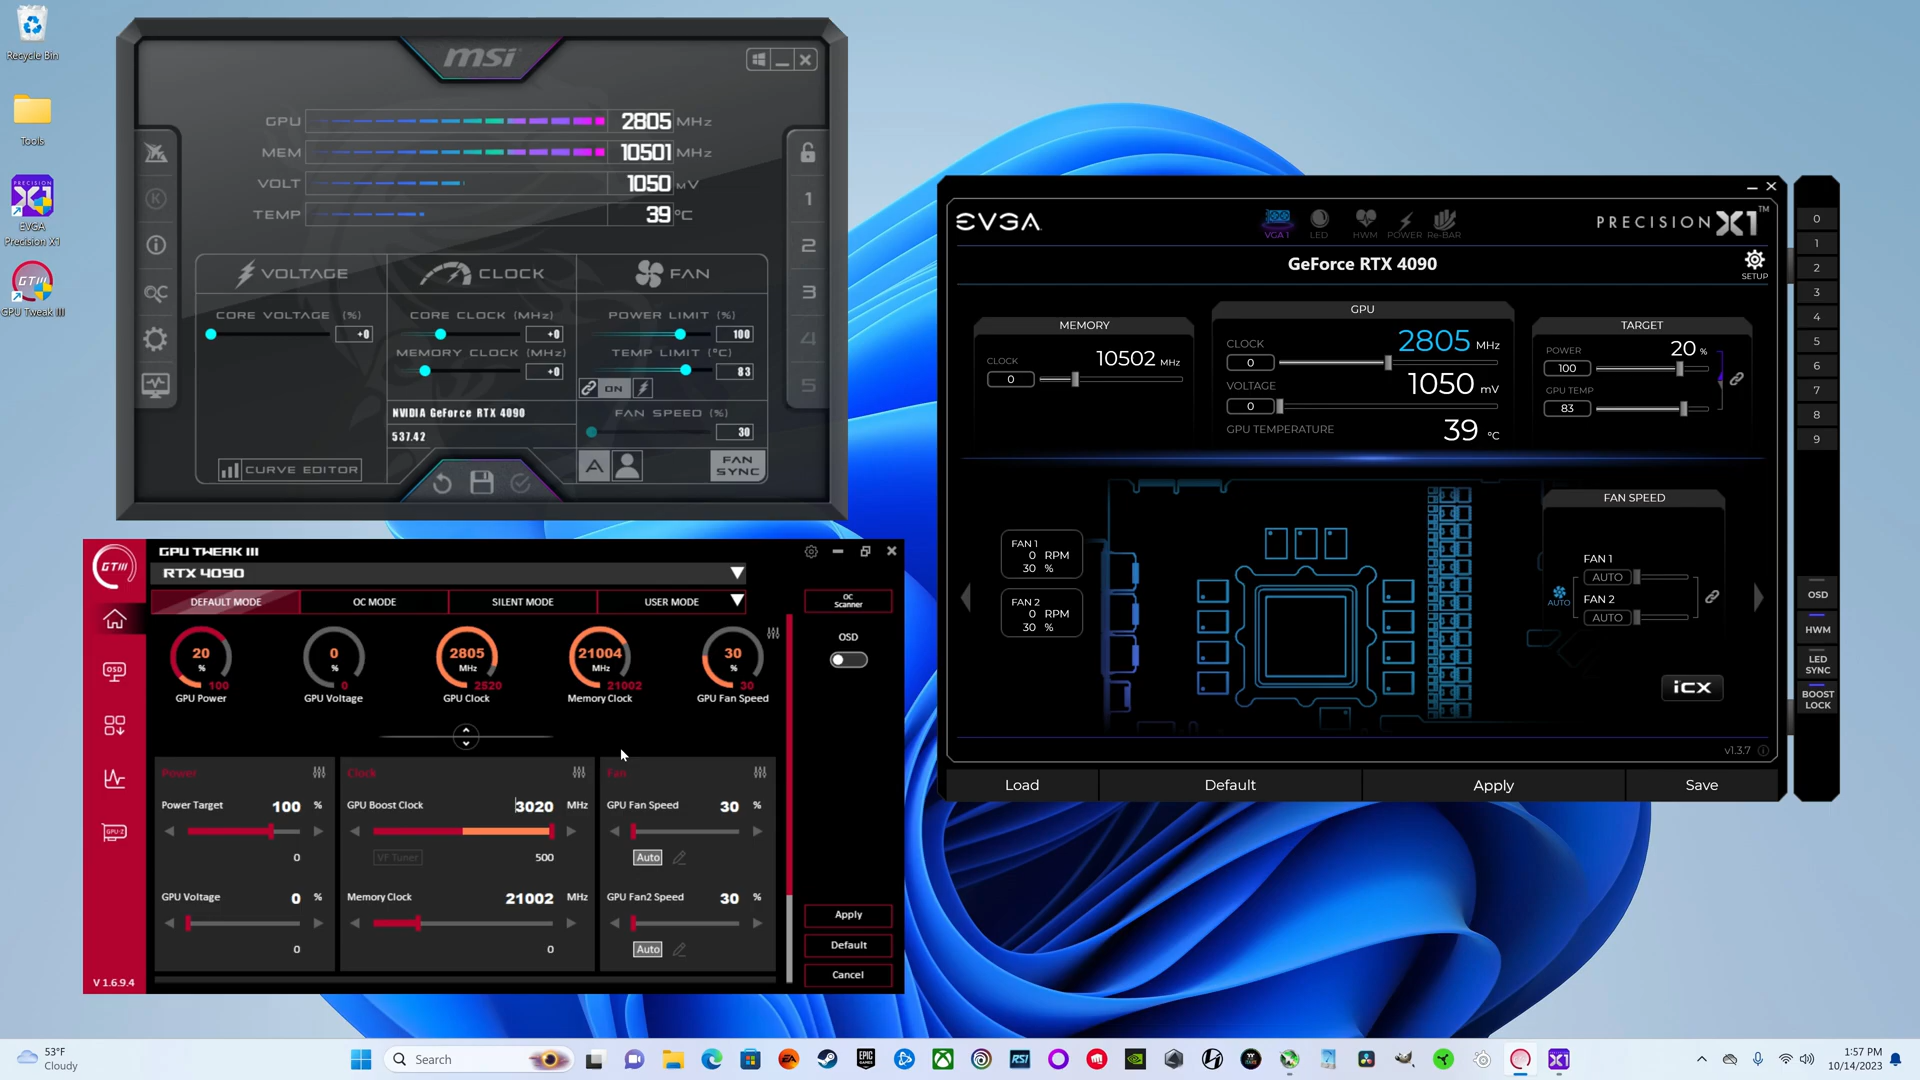 Recycle Bin
Tools
EVGA
Precision X1
GPU Tweak III
msi
GPU 2805 MHz
MEM 10501 MHz
VOLT 1050 mV
TEMP 39 °C
VOLTAGE
CLOCK
FAN
CORE VOLTAGE (%)
+0
CORE CLOCK (MHz)
+0
MEMORY CLOCK (MHz)
+0
POWER LIMIT (%)
100
TEMP LIMIT (°C)
83
ON
FAN SPEED (%)
30
NVIDIA GeForce RTX 4090
537.42
CURVE EDITOR
A
FAN
SYNC
K
OC
1
2
3
4
5
GPU TWEAK III
GTIII
RTX 4090
DEFAULT MODE
OC MODE
SILENT MODE
USER MODE
OC
Scanner
OSD
20
%
100
GPU Power
0
%
0
GPU Voltage
2805
MHz
2520
GPU Clock
21004
MHz
21002
Memory Clock
30
%
30
GPU Fan Speed
OSD
GPU-Z
Power
Power Target 100 %
0
GPU Voltage 0 %
0
Clock
GPU Boost Clock 3020 MHz
VF Tuner 500
Memory Clock 21002 MHz
0
Fan
GPU Fan Speed 30 %
Auto
GPU Fan2 Speed 30 %
Auto
Apply
Default
Cancel
V 1.6.9.4
EVGA
VGA 1
LED
HWM
POWER
Re-BAR
PRECISION X1™
GeForce RTX 4090
SETUP
MEMORY
CLOCK
10502 MHz
0
GPU
CLOCK
2805 MHz
0
VOLTAGE
1050 mV
0
GPU TEMPERATURE
39 °C
TARGET
POWER
20 %
100
GPU TEMP
83
FAN 1
0 RPM
30 %
FAN 2
0 RPM
30 %
FAN SPEED
FAN 1
AUTO
AUTO
FAN 2
AUTO
iCX
v1.3.7
Load
Default
Apply
Save
0
1
2
3
4
5
6
7
8
9
OSD
HWM
LED
SYNC
BOOST
LOCK
53°F
Cloudy
Search
EA
EPIC
GAMES
RSI
X1
1:57 PM
10/14/2023